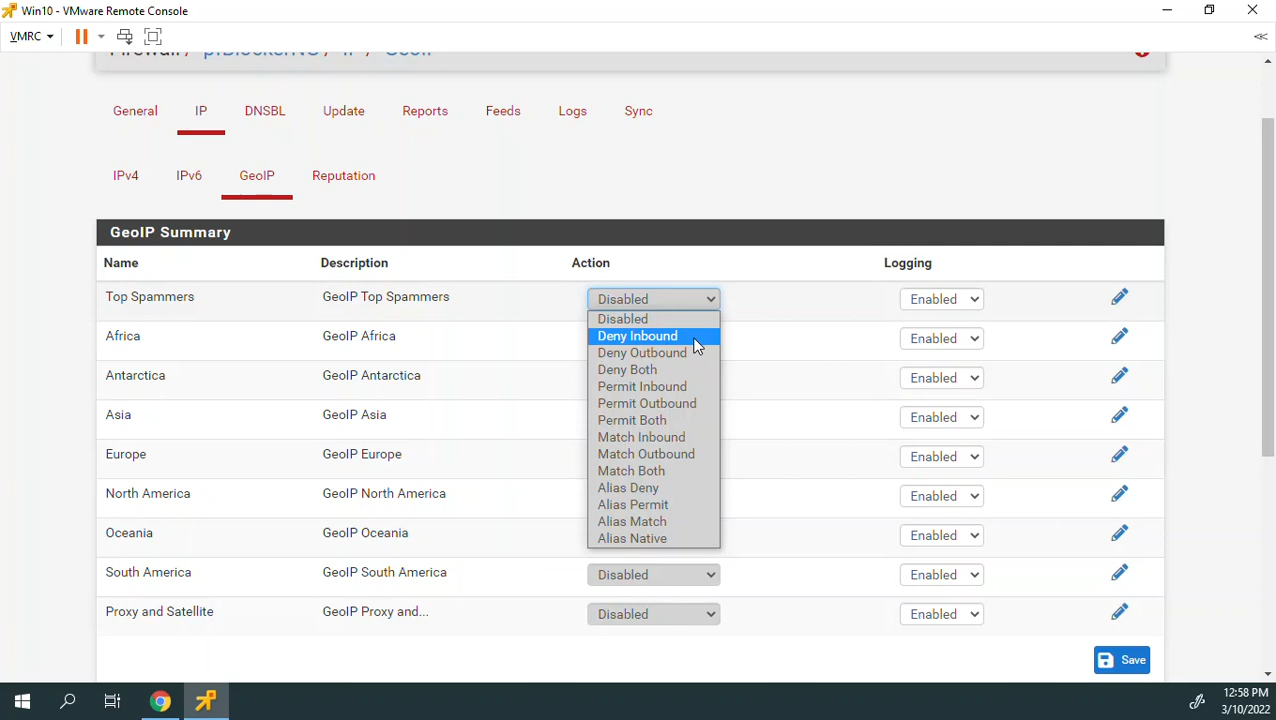 Win10 - VMware Remote Console
VMRC
Firewall / pfBlockerNG / IP / GeoIP
General IP DNSBL Update Reports Feeds Logs Sync
IPv4 IPv6 GeoIP Reputation
GeoIP Summary
Name Description Action Logging
Top Spammers GeoIP Top Spammers Disabled Enabled
Disabled
Africa GeoIP Africa Deny Inbound Enabled
Deny Outbound
Antarctica GeoIP Antarctica Deny Both Enabled
Permit Inbound
Permit Outbound
Asia GeoIP Asia Permit Both Enabled
Match Inbound
Europe GeoIP Europe Match Outbound Enabled
Match Both
Alias Deny
North America GeoIP North America Alias Permit Enabled
Alias Match
Oceania GeoIP Oceania Alias Native Enabled
South America GeoIP South America Disabled Enabled
Proxy and Satellite GeoIP Proxy and... Disabled Enabled
Save
12:58 PM
3/10/2022